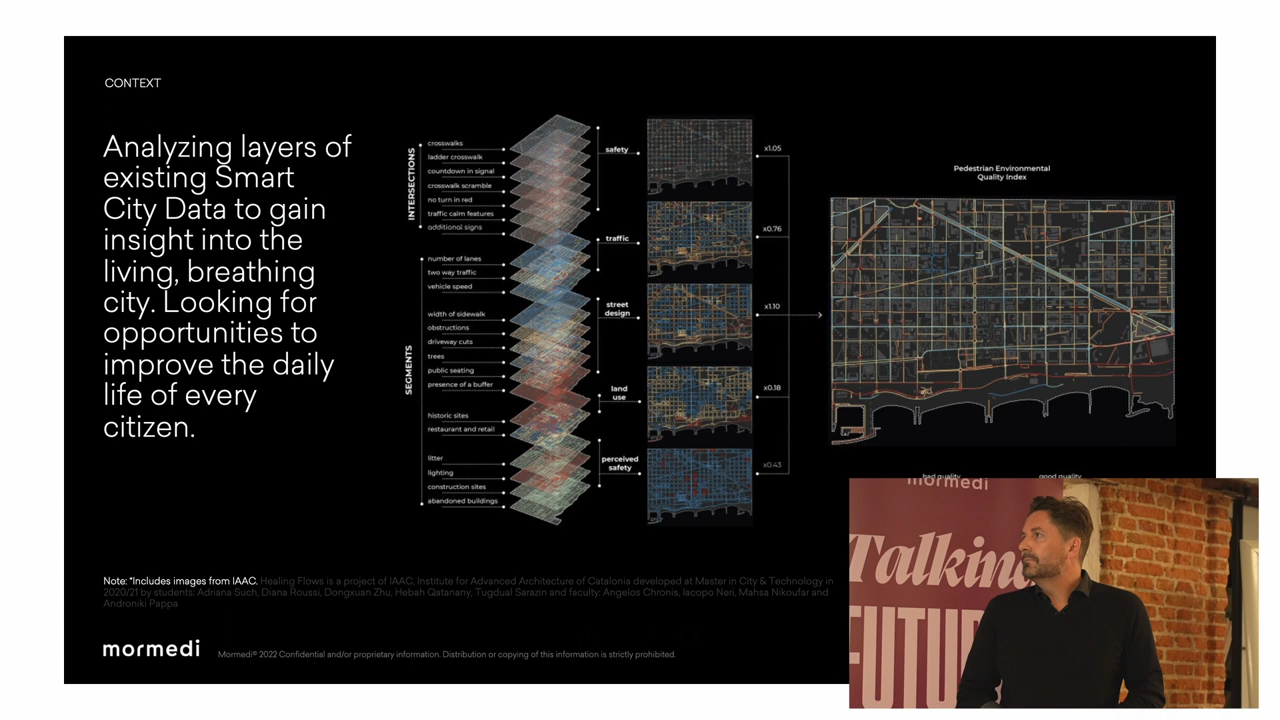 CONTEXT
Analyzing layers of
existing Smart
City Data to gain
insight into the
living, breathing
city. Looking for
opportunities to
improve the daily
life of every
citizen.
INTERSECTIONS
crosswalks
ladder crosswalk
countdown in signal
crosswalk scramble
no turn in red
traffic calm features
additional signs
SEGMENTS
number of lanes
two way traffic
vehicle speed
width of sidewalk
obstructions
driveway cuts
trees
public seating
presence of a buffer
historic sites
restaurant and retail
litter
lighting
construction sites
abandoned buildings
safety
traffic
street
design
land
use
perceived
safety
x1.05
x0.76
x1.10
x0.18
x0.43
Pedestrian Environmental
Quality Index
bad quality
good quality
Note: *Includes images from IAAC. Healing Flows is a project of IAAC, Institute for Advanced Architecture of Catalonia developed at Master in City & Technology in
2020/21 by students: Adriana Such, Diana Roussi, Dongxuan Zhu, Hebah Qatanany, Tugdual Sarazin and faculty: Angelos Chronis, Iacopo Neri, Mahsa Nikoufar and
Androniki Pappa
mormedi
Mormedi® 2022 Confidential and/or proprietary information. Distribution or copying of this information is strictly prohibited.
mormedi
Talking
FUTU